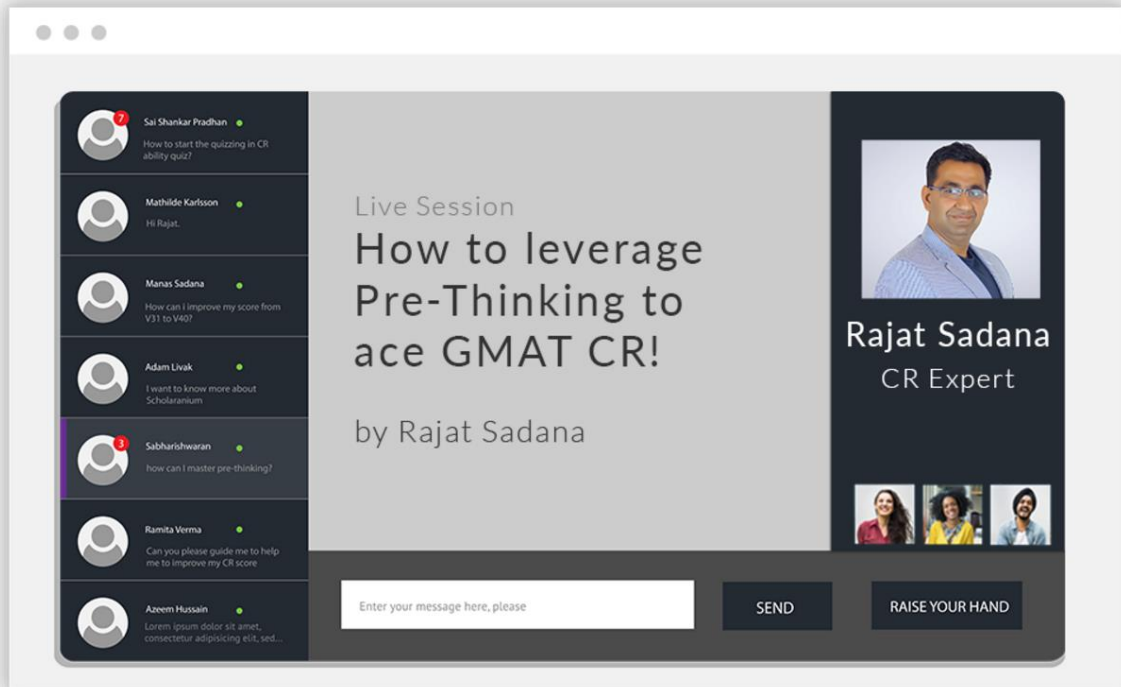 7
Sai Shankar Pradhan
How to start the quizzing in CR
ability quiz?
Mathilde Karlsson
Hi Rajat.
Manas Sadana
How can i improve my score from
V31 to V40?
Adam Livak
I want to know more about
Scholaranium
3
Sabharishwaran
how can I master pre-thinking?
Ramita Verma
Can you please guide me to help
me to improve my CR score
Azeem Hussain
Lorem ipsum dolor sit amet,
consectetur adipisicing elit, sed...
Live Session
How to leverage
Pre-Thinking to
ace GMAT CR!
by Rajat Sadana
Rajat Sadana
CR Expert
Enter your message here, please
SEND
RAISE YOUR HAND